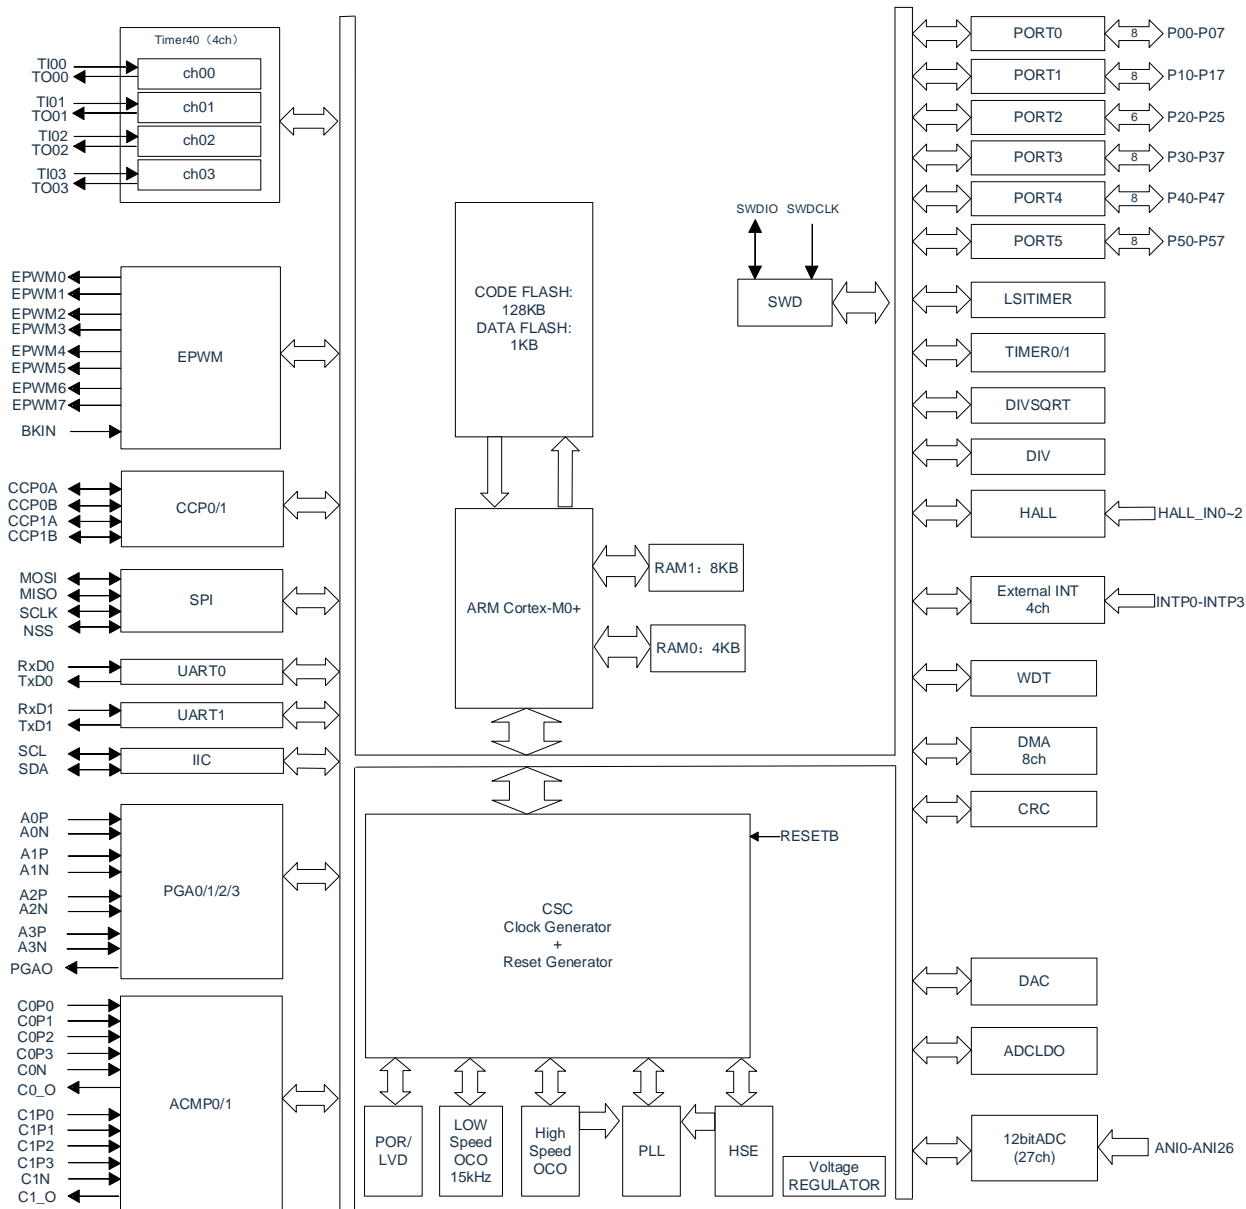 Timer40（4ch）
TI00
TO00
ch00
TI01
TO01
ch01
TI02
TO02
ch02
TI03
TO03
ch03
EPWM0
EPWM1
EPWM2
EPWM3
EPWM4
EPWM5
EPWM6
EPWM7
BKIN
EPWM
CCP0A
CCP0B
CCP1A
CCP1B
CCP0/1
MOSI
MISO
SCLK
NSS
SPI
RxD0
TxD0
UART0
RxD1
TxD1
UART1
SCL
SDA
IIC
A0P
A0N
A1P
A1N
A2P
A2N
A3P
A3N
PGAO
PGA0/1/2/3
C0P0
C0P1
C0P2
C0P3
C0N
C0_O
C1P0
C1P1
C1P2
C1P3
C1N
C1_O
ACMP0/1
CODE FLASH:
128KB
DATA FLASH:
1KB
SWDIO SWDCLK
SWD
ARM Cortex-M0+
RAM1：8KB
RAM0：4KB
RESETB
CSC
Clock Generator
+
Reset Generator
POR/
LVD
LOW
Speed
OCO
15kHz
High
Speed
OCO
PLL
HSE
Voltage
REGULATOR
PORT0 8 P00-P07
PORT1 8 P10-P17
PORT2 6 P20-P25
PORT3 8 P30-P37
PORT4 8 P40-P47
PORT5 8 P50-P57
LSITIMER
TIMER0/1
DIVSQRT
DIV
HALL HALL_IN0~2
External INT
4ch
INTP0-INTP3
WDT
DMA
8ch
CRC
DAC
ADCLDO
12bitADC
(27ch)
ANI0-ANI26